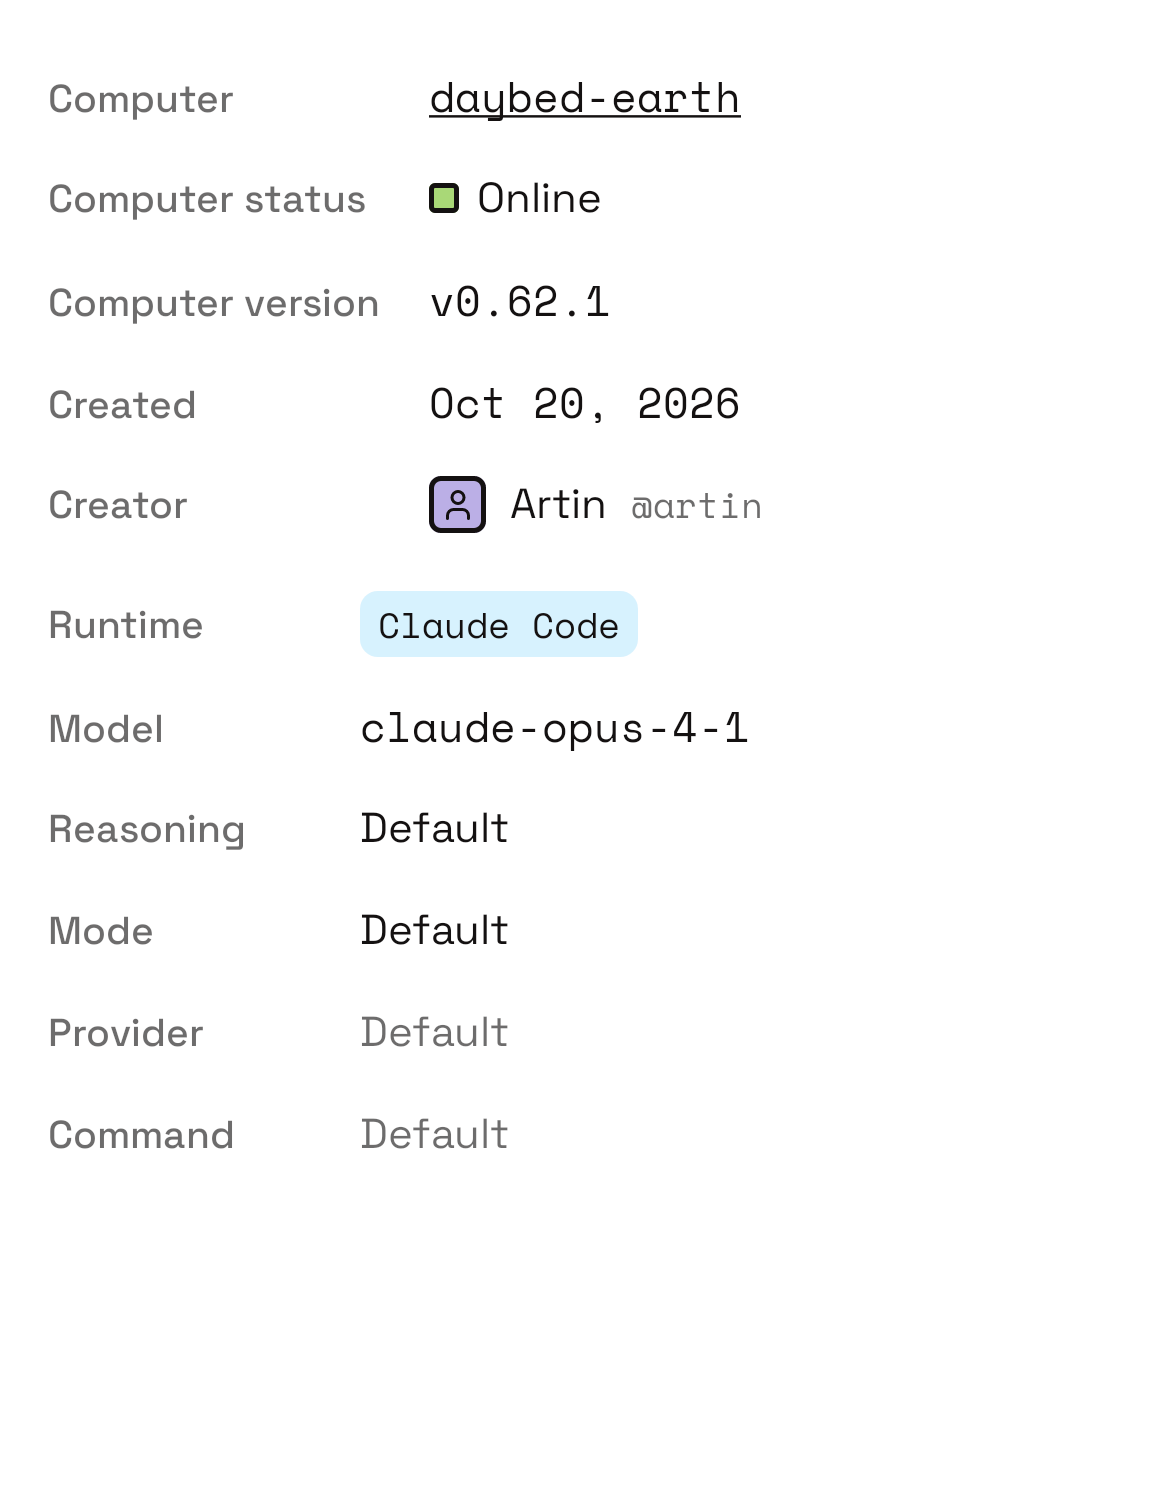 Computer daybed-earth
Computer status Online
Computer version v0.62.1
Created Oct 20, 2026
Creator Artin @artin
Runtime Claude Code
Model claude-opus-4-1
Reasoning Default
Mode Default
Provider Default
Command Default